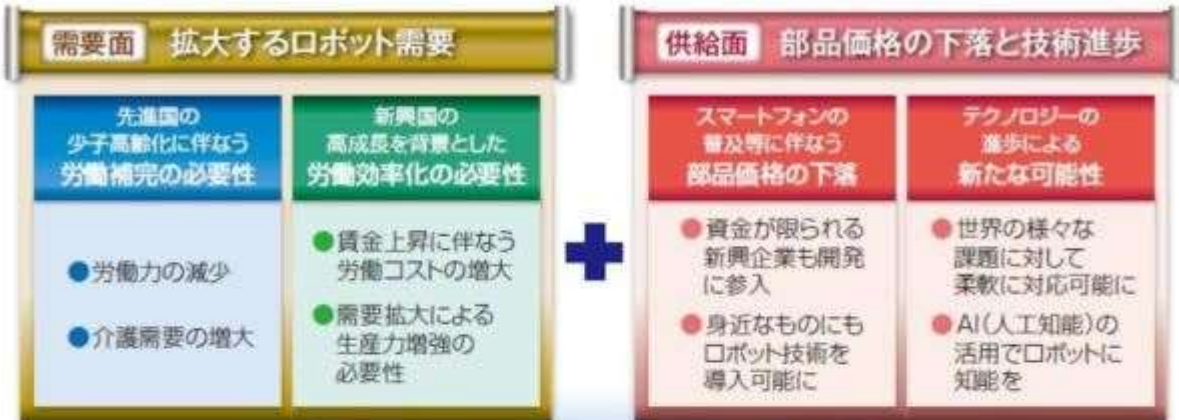 需要面 拡大するロボット需要
先進国の
少子高齢化に伴なう
労働補完の必要性
●労働力の減少
●介護需要の増大
新興国の
高成長を背景とした
労働効率化の必要性
●賃金上昇に伴なう
労働コストの増大
●需要拡大による
生産力増強の
必要性
+
供給面 部品価格の下落と技術進歩
スマートフォンの
普及等に伴なう
部品価格の下落
●資金が限られる
新興企業も開発
に参入
●身近なものにも
ロボット技術を
導入可能に
テクノロジーの
進歩による
新たな可能性
●世界の様々な
課題に対して
柔軟に対応可能に
●AI(人工知能)の
活用でロボットに
知能を